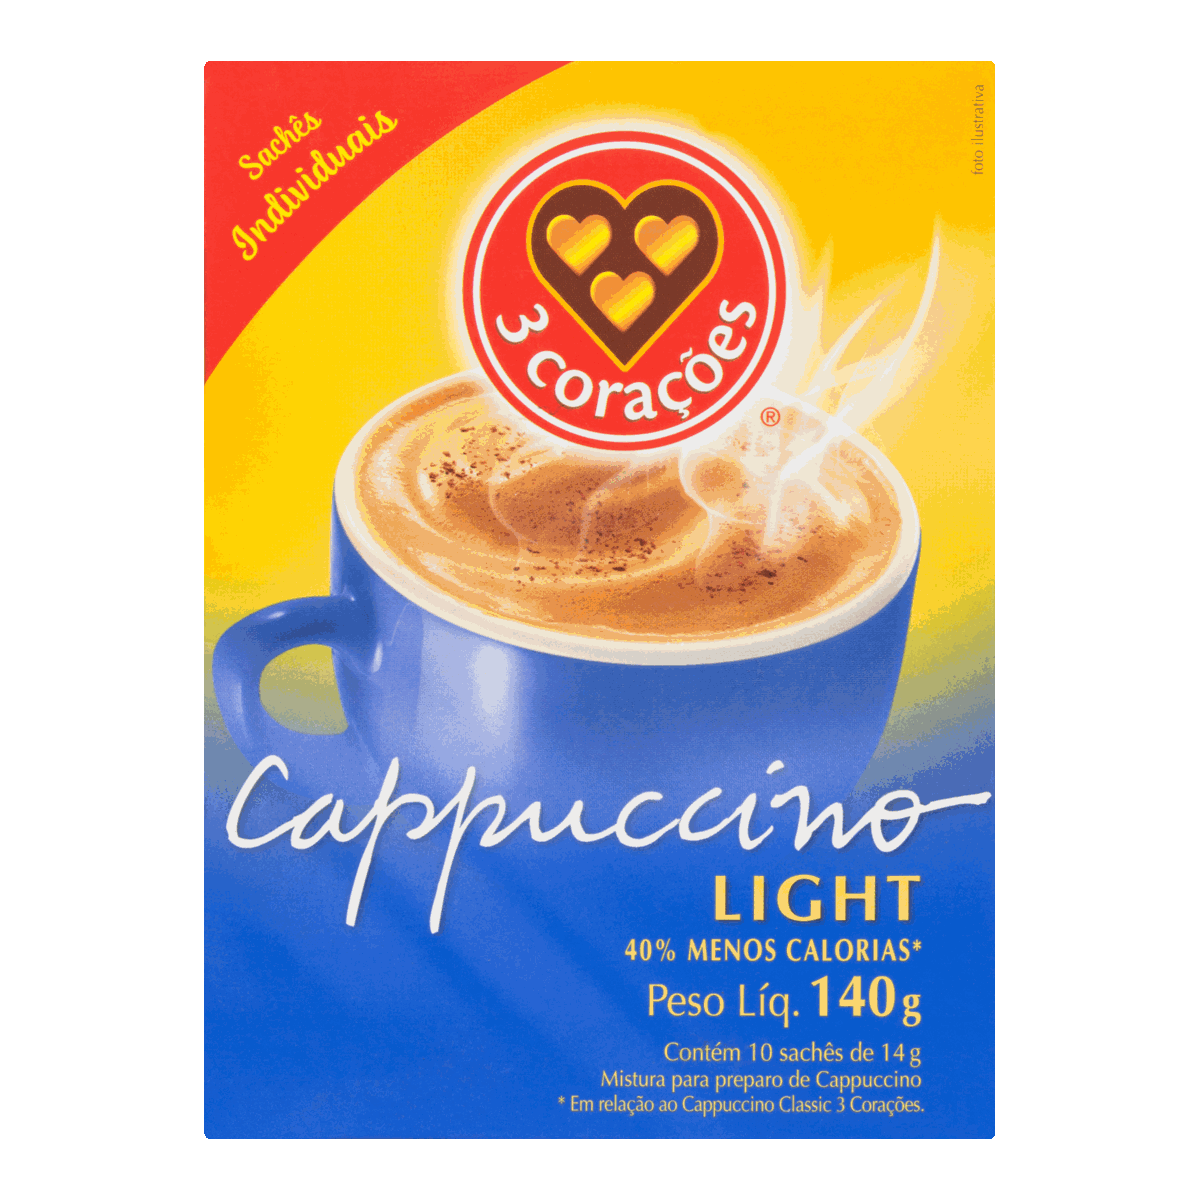 Sachês
Individuais
foto ilustrativa
3 corações
®
Cappuccino
LIGHT
40% MENOS CALORIAS*
Peso Líq. 140g
Contém 10 sachês de 14 g
Mistura para preparo de Cappuccino
* Em relação ao Cappuccino Classic 3 Corações.